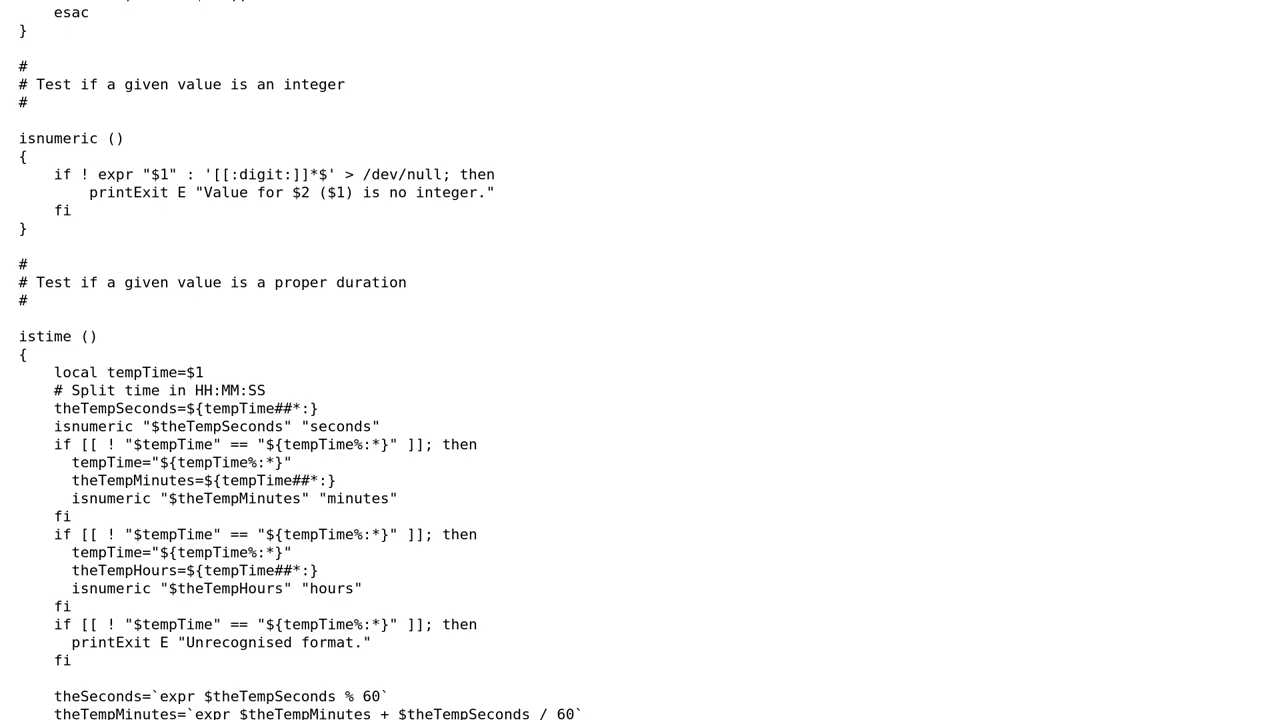 esac
}

#
# Test if a given value is an integer
#

isnumeric ()
{
    if ! expr "$1" : '[[:digit:]]*$' > /dev/null; then
        printExit E "Value for $2 ($1) is no integer."
    fi
}

#
# Test if a given value is a proper duration
#

istime ()
{
    local tempTime=$1
    # Split time in HH:MM:SS
    theTempSeconds=${tempTime##*:}
    isnumeric "$theTempSeconds" "seconds"
    if [[ ! "$tempTime" == "${tempTime%:*}" ]]; then
      tempTime="${tempTime%:*}"
      theTempMinutes=${tempTime##*:}
      isnumeric "$theTempMinutes" "minutes"
    fi
    if [[ ! "$tempTime" == "${tempTime%:*}" ]]; then
      tempTime="${tempTime%:*}"
      theTempHours=${tempTime##*:}
      isnumeric "$theTempHours" "hours"
    fi
    if [[ ! "$tempTime" == "${tempTime%:*}" ]]; then
      printExit E "Unrecognised format."
    fi

    theSeconds=`expr $theTempSeconds % 60`
    theTempMinutes=`expr $theTempMinutes + $theTempSeconds / 60`